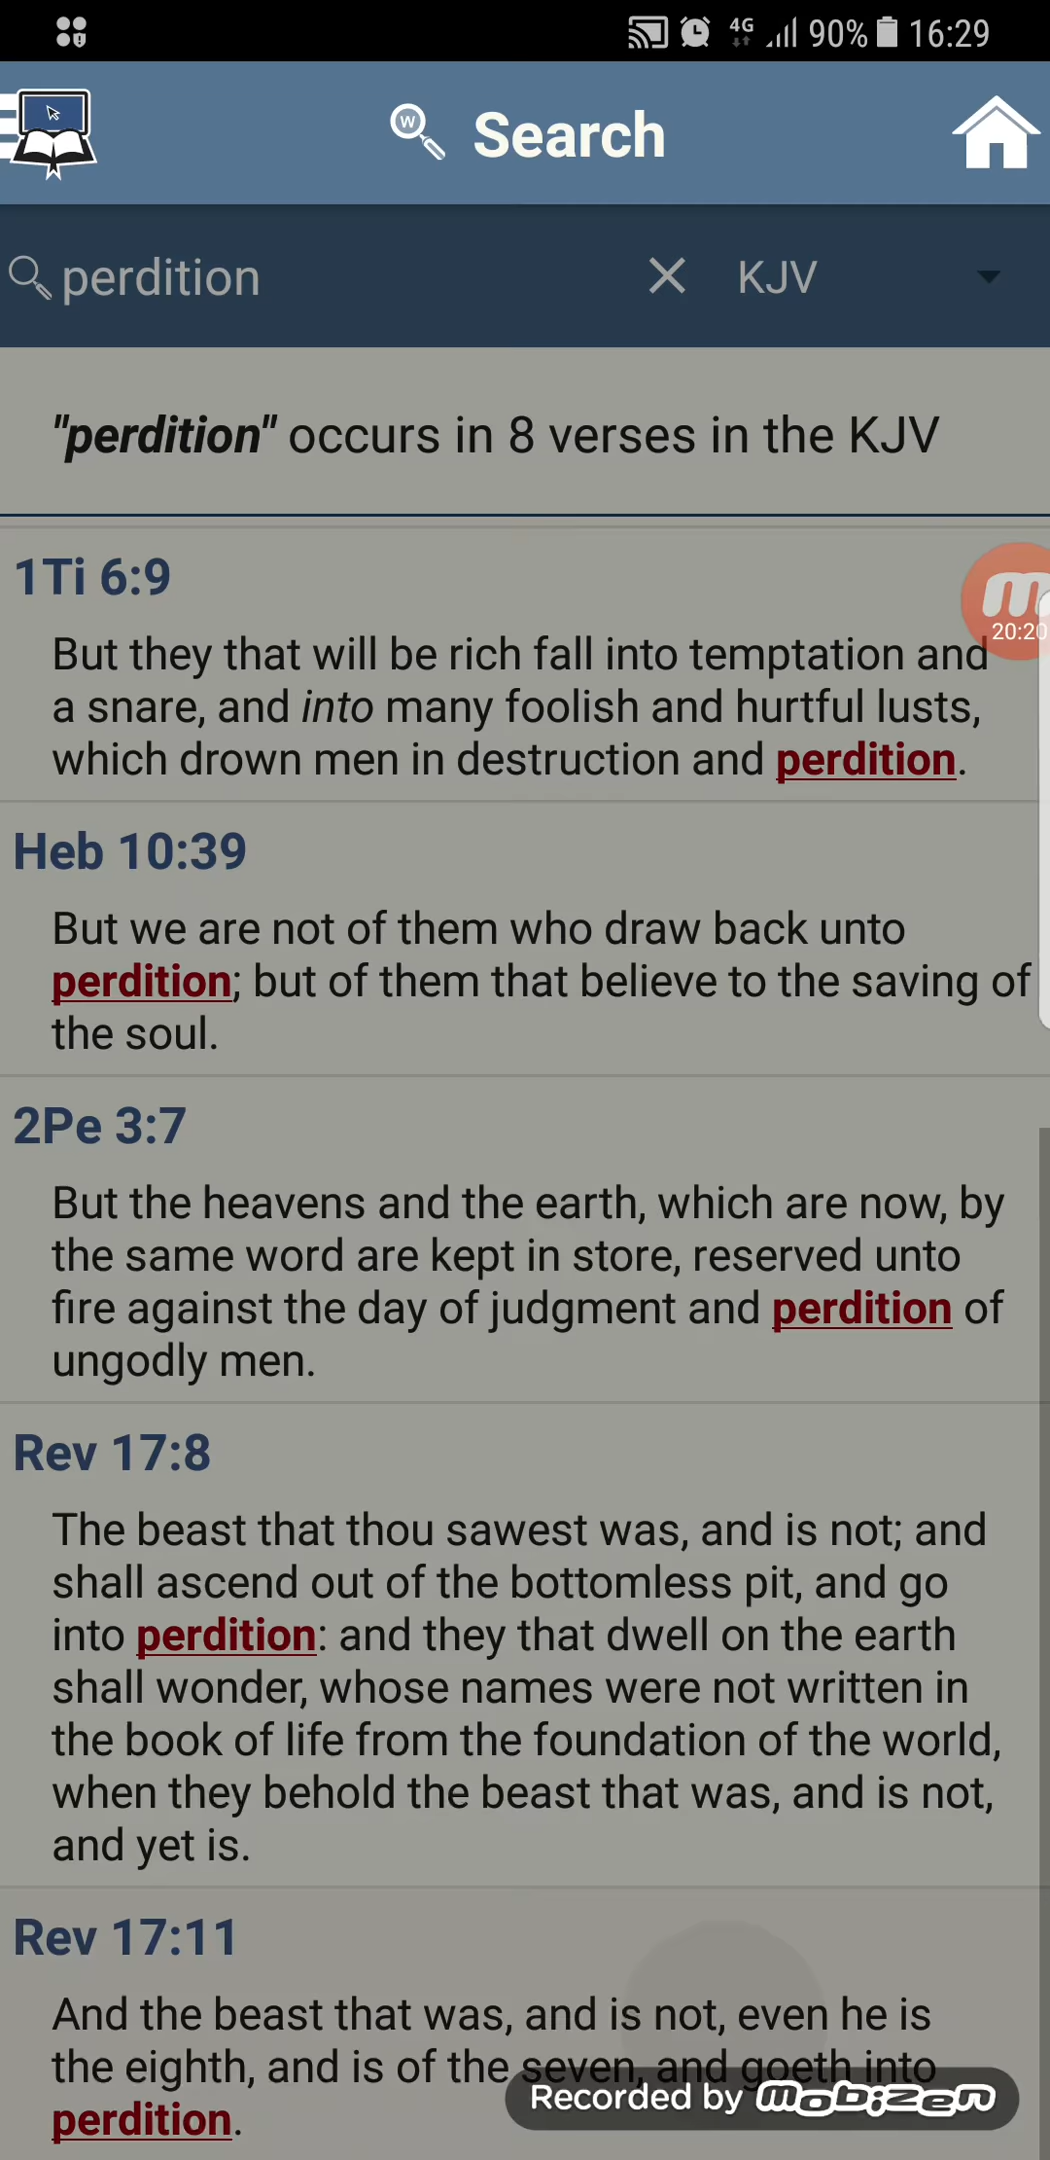 4G 90% 16:29
W Search
perdition KJV
"perdition" occurs in 8 verses in the KJV
1Ti 6:9
m
20:20
But they that will be rich fall into temptation and
a snare, and into many foolish and hurtful lusts,
which drown men in destruction and perdition.
Heb 10:39
But we are not of them who draw back unto
perdition; but of them that believe to the saving of
the soul.
2Pe 3:7
But the heavens and the earth, which are now, by
the same word are kept in store, reserved unto
fire against the day of judgment and perdition of
ungodly men.
Rev 17:8
The beast that thou sawest was, and is not; and
shall ascend out of the bottomless pit, and go
into perdition: and they that dwell on the earth
shall wonder, whose names were not written in
the book of life from the foundation of the world,
when they behold the beast that was, and is not,
and yet is.
Rev 17:11
And the beast that was, and is not, even he is
the eighth, and is of the seven, and goeth into
perdition.
Recorded by mobizen